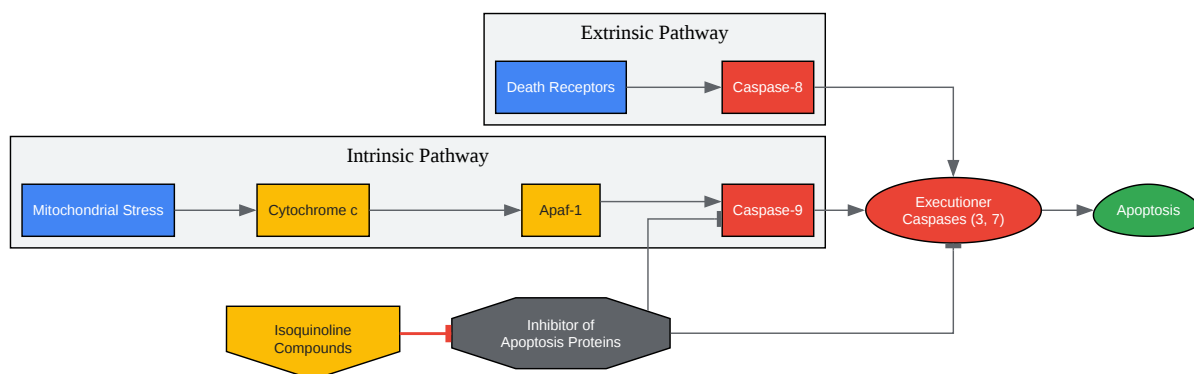 Extrinsic Pathway
Death Receptors
Caspase-8
Intrinsic Pathway
Mitochondrial Stress
Cytochrome c
Apaf-1
Caspase-9
Executioner
Caspases (3, 7)
Apoptosis
Isoquinoline
Compounds
Inhibitor of
Apoptosis Proteins